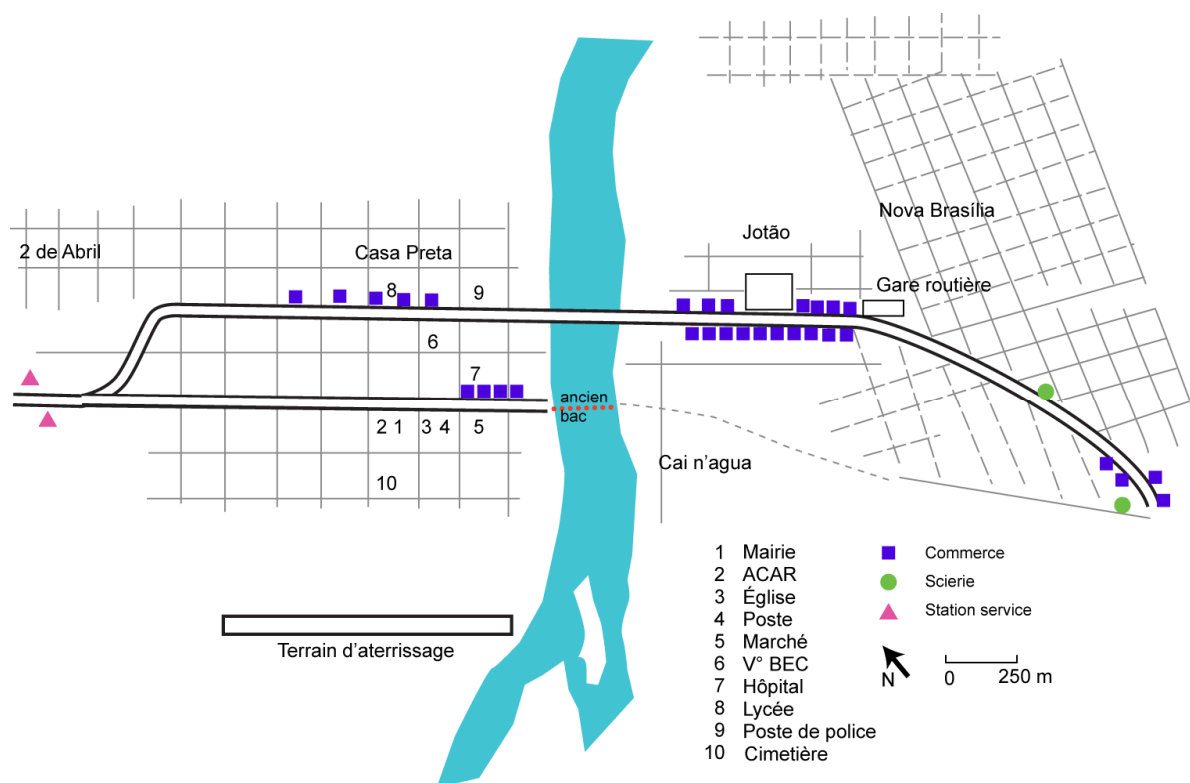 Nova Brasília
Jotão
2 de Abril
Casa Preta
Gare routière
8
9
6
7
ancien
bac
2 1
3 4
5
Cai n'agua
10
Terrain d'aterrissage
1 Mairie
2 ACAR
3 Église
4 Poste
5 Marché
6 V° BEC
7 Hôpital
8 Lycée
9 Poste de police
10 Cimetière
Commerce
Scierie
Station service
N
0 250 m